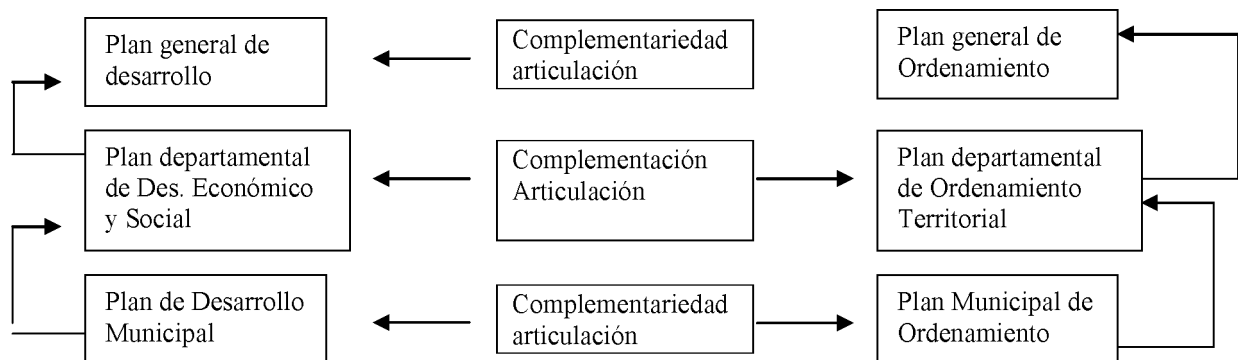 Plan general de
desarrollo
Complementariedad
articulación
Plan general de
Ordenamiento
Plan departamental
de Des. Económico
y Social
Complementación
Articulación
Plan departamental
de Ordenamiento
Territorial
Plan de Desarrollo
Municipal
Complementariedad
articulación
Plan Municipal de
Ordenamiento